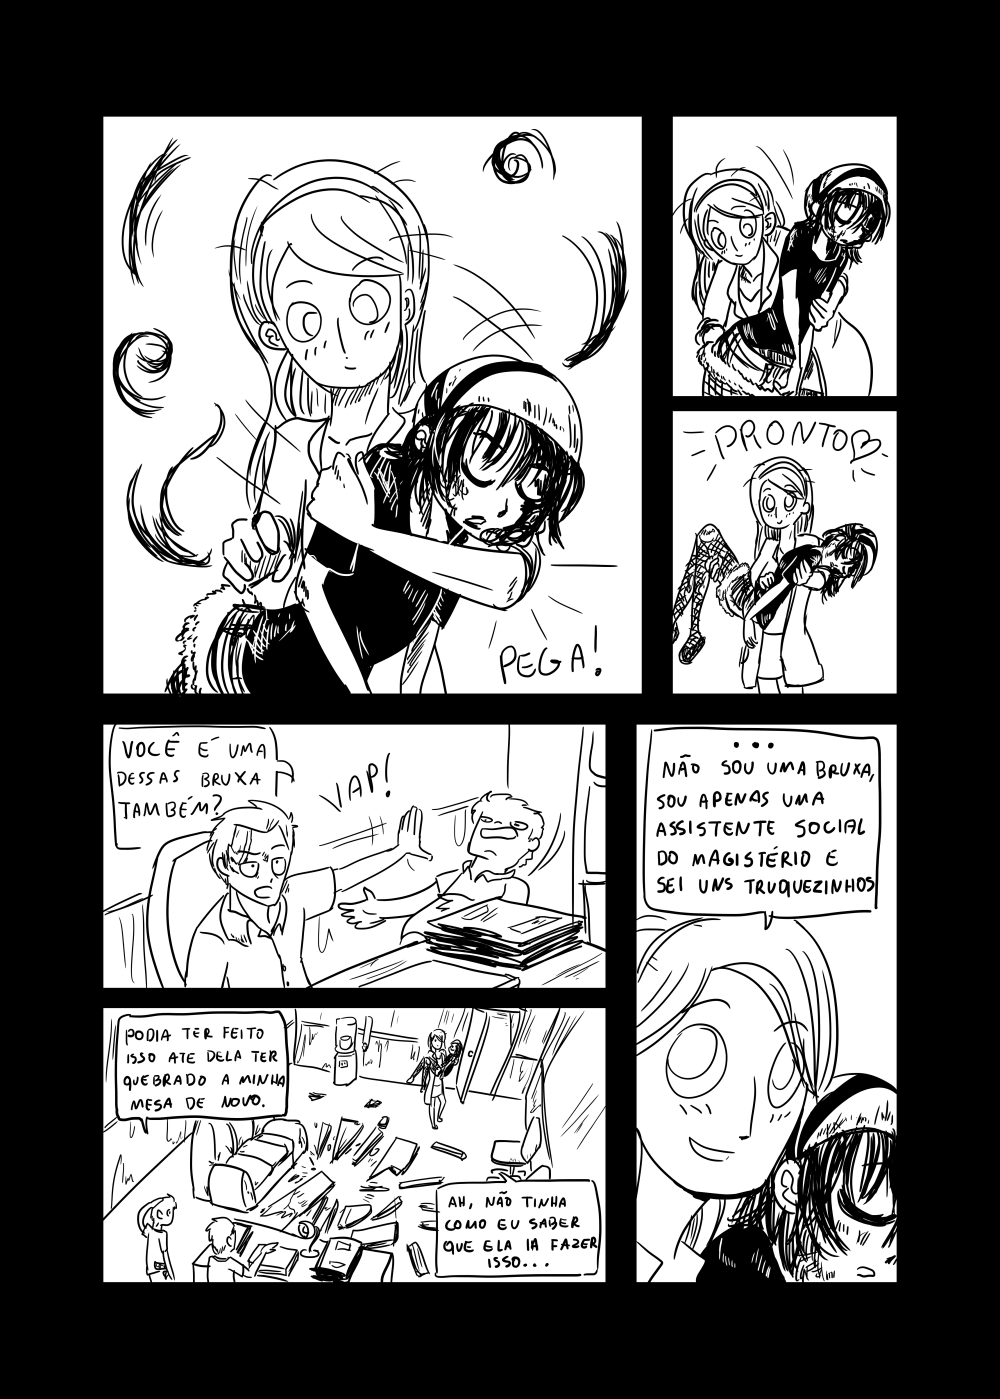 PEGA!
PRONTO
VOCÊ É UMA
DESSAS BRUXA
TAMBÉM?
VAP!
...
NÃO SOU UMA BRUXA,
SOU APENAS UMA
ASSISTENTE SOCIAL
DO MAGISTÉRIO E
SEI UNS TRUQUEZINHOS
PODIA TER FEITO
ISSO ATE DELA TER
QUEBRADO A MINHA
MESA DE NOVO.
AH, NÃO TINHA
COMO EU SABER
QUE ELA IA FAZER
ISSO...